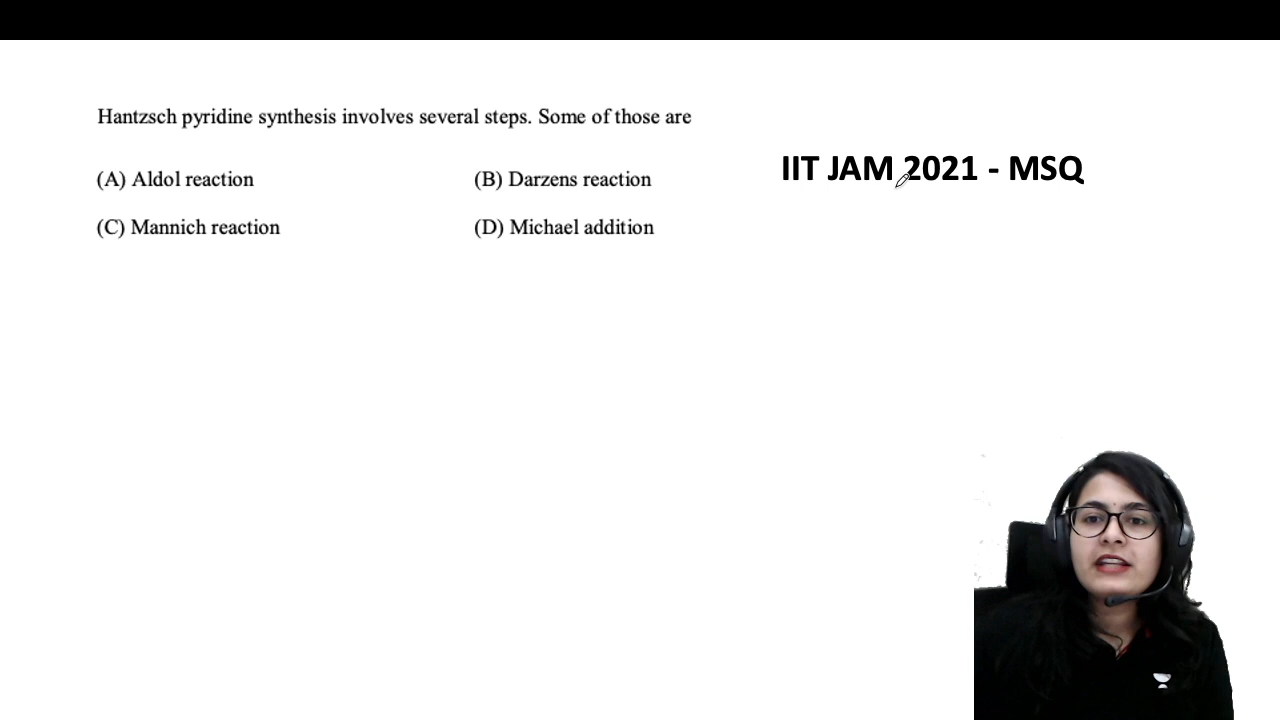 Hantzsch pyridine synthesis involves several steps. Some of those are
IIT JAM 2021 - MSQ
(A) Aldol reaction (B) Darzens reaction
(C) Mannich reaction (D) Michael addition